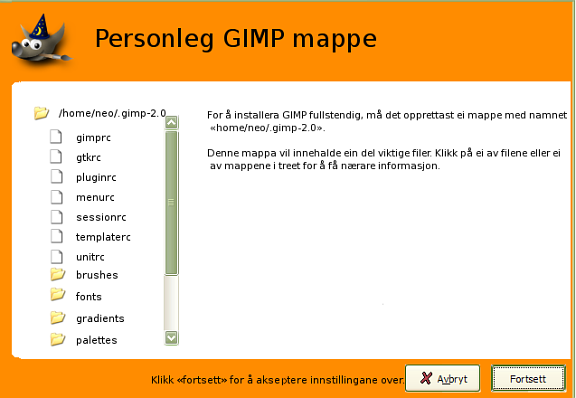 Personleg GIMP mappe
/home/neo/.gimp-2.0
gimprc
gtkrc
pluginrc
menurc
sessionrc
templaterc
unitrc
brushes
fonts
gradients
palettes
For å installera GIMP fullstendig, må det opprettast ei mappe med namnet
«home/neo/.gimp-2.0».
Denne mappa vil innehalde ein del viktige filer. Klikk på ei av filene eller ei
av mappene i treet for å få nærare informasjon.
Klikk «fortsett» for å akseptere innstillingane over.
Avbryt
Fortsett